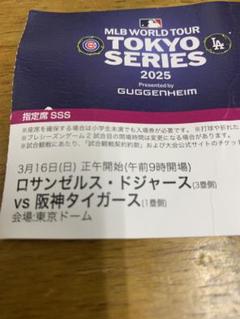 MLB WORLD TOUR
TOKYO
SERIES
2025
Presented by
GUGGENHEIM
指定席 SSS
3月16日(日) 正午開始(午前9時開場)
ロサンゼルス・ドジャース(3塁側)
vs 阪神タイガース(1塁側)
会場:東京ドーム